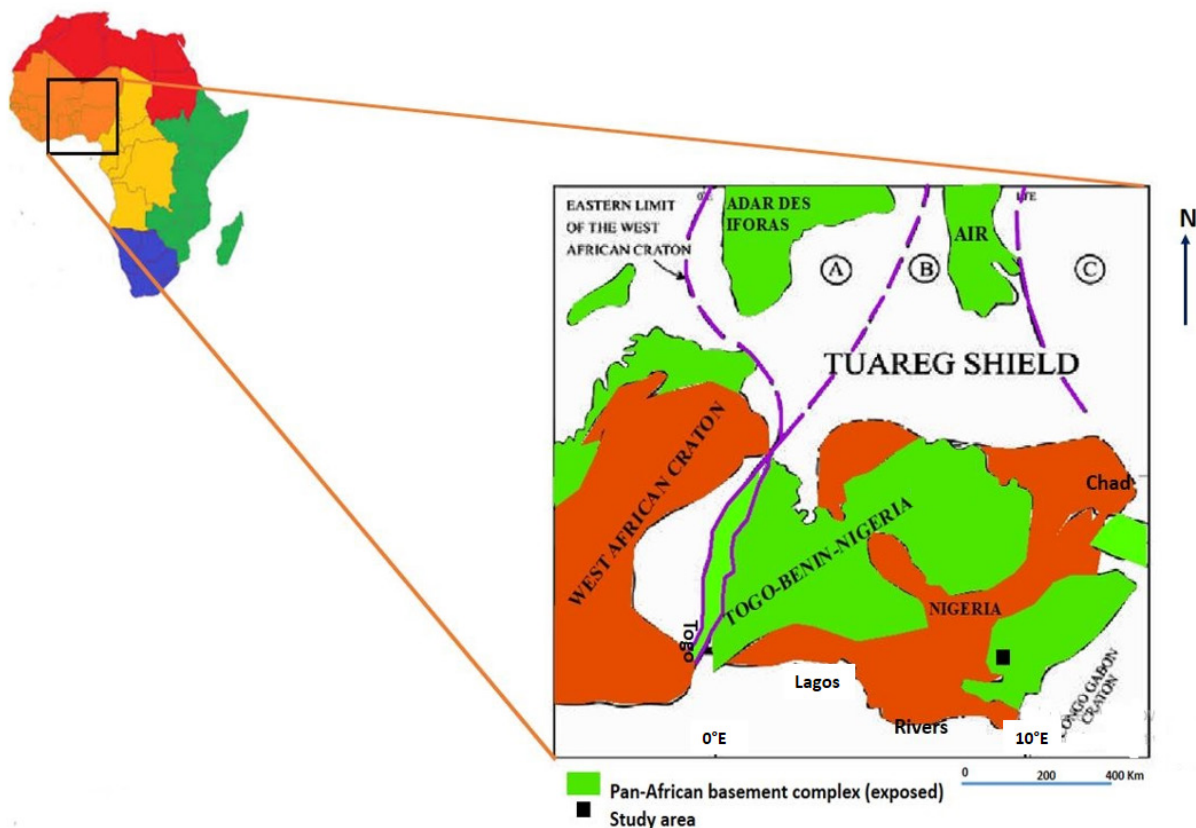 N
EASTERN LIMIT
OF THE WEST
AFRICAN CRATON
ADAR DES
IFORAS
AIR
A
B
C
TUAREG SHIELD
WEST AFRICAN CRATON
TOGO-BENIN-NIGERIA
Chad
NIGERIA
Togo
Lagos
Rivers
GABON
CRATON
0°E
10°E
0 200 400 Km
Pan-African basement complex (exposed)
Study area